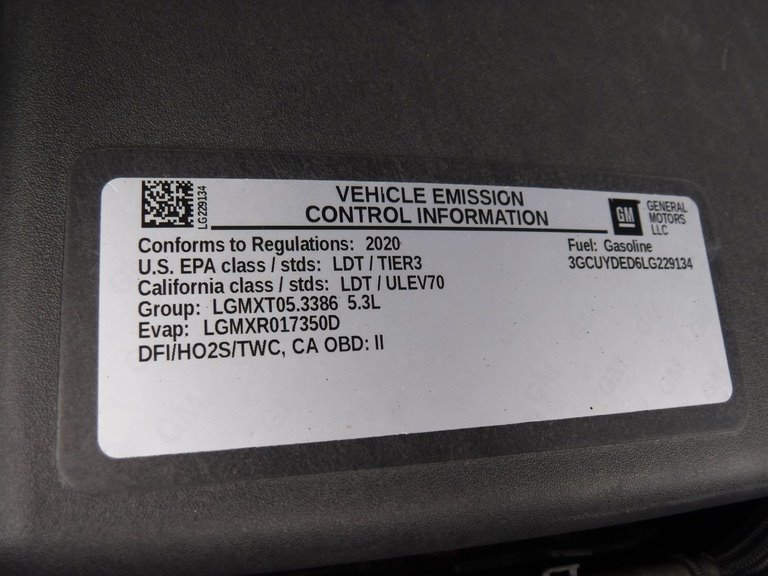 LG229134
VEHICLE EMISSION
CONTROL INFORMATION
GM
GENERAL
MOTORS
LLC
Conforms to Regulations: 2020
Fuel: Gasoline
U.S. EPA class / stds: LDT / TIER3
3GCUYDED6LG229134
California class / stds: LDT / ULEV70
Group: LGMXT05.3386 5.3L
Evap: LGMXR017350D
DFI/HO2S/TWC, CA OBD: II